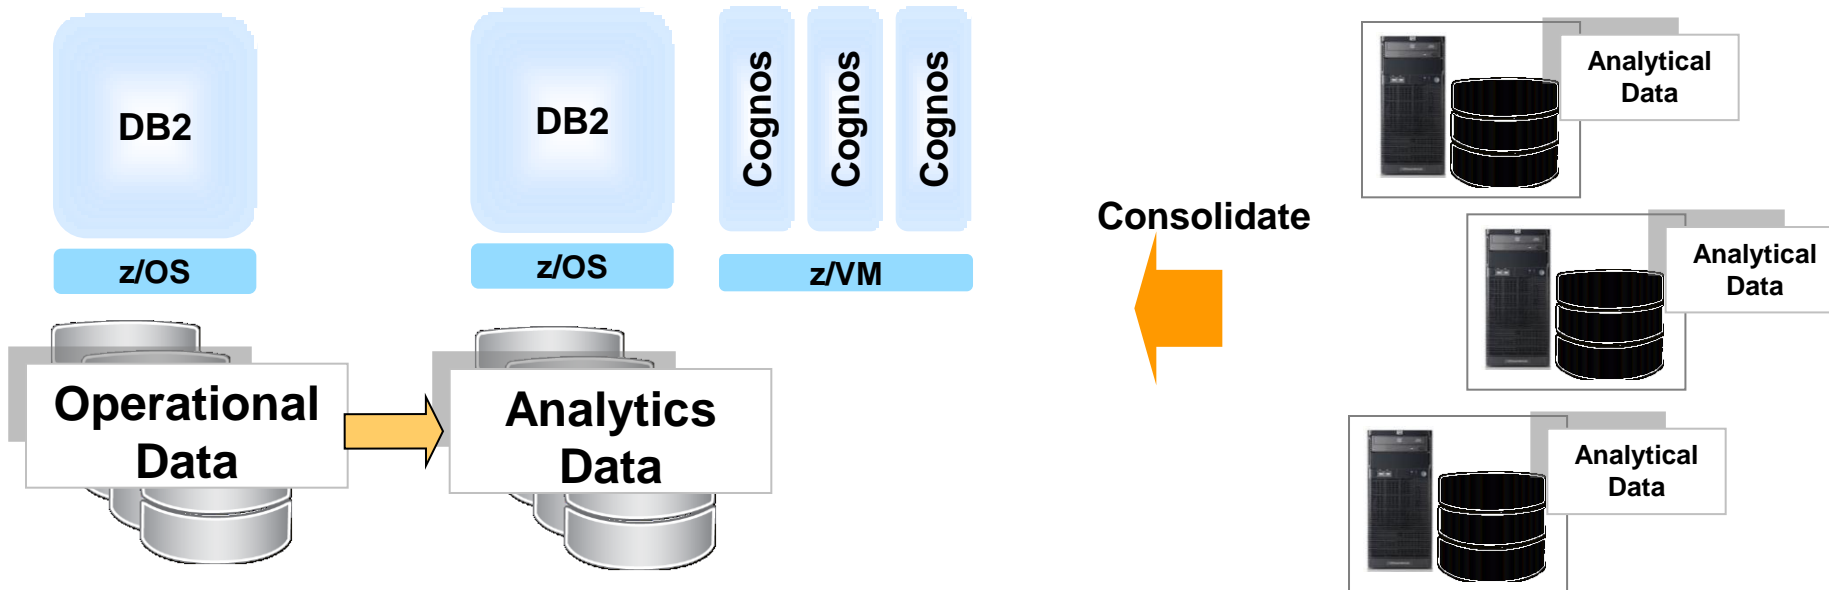 DB2
z/OS
Operational
Data
DB2
z/OS
Cognos
Cognos
Cognos
z/VM
Analytics
Data
Consolidate
Analytical
Data
Analytical
Data
Analytical
Data